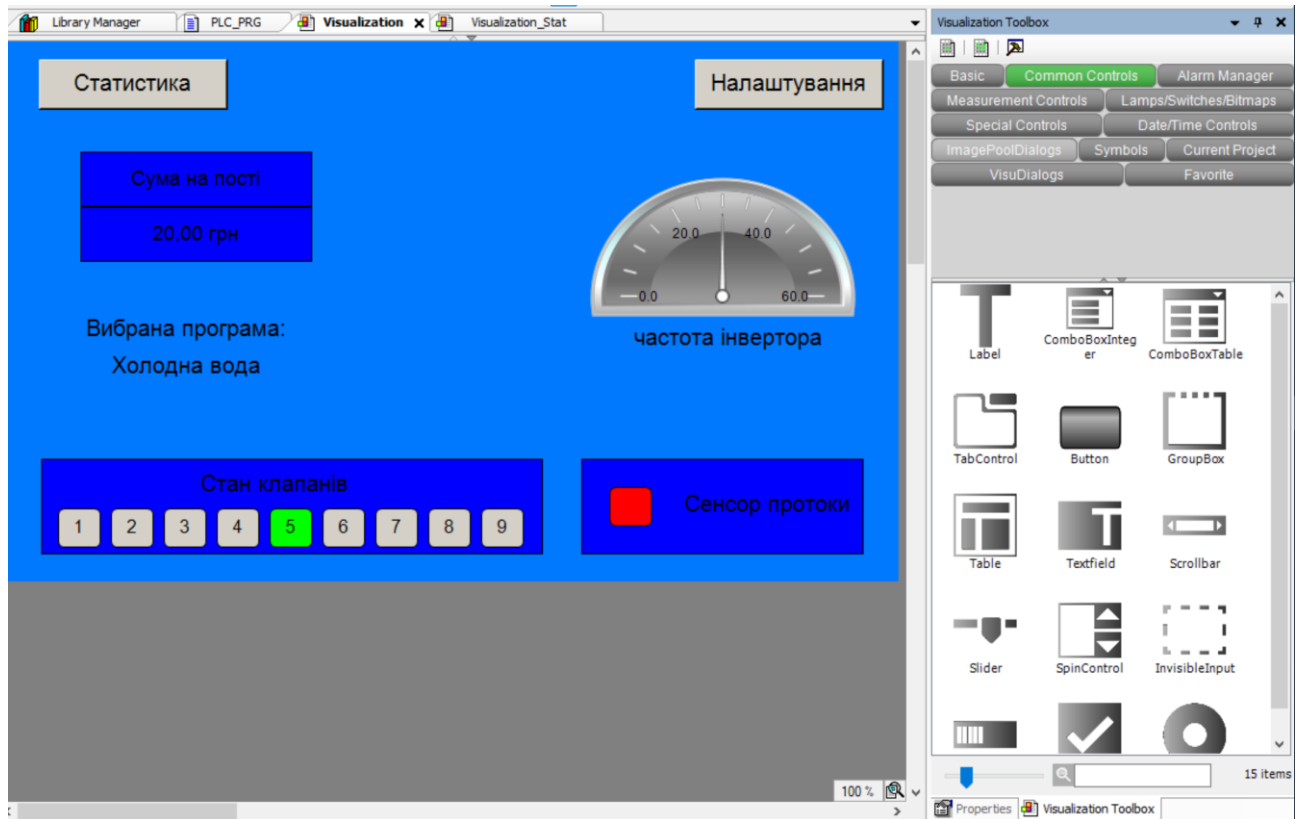 Library Manager PLC_PRG Visualization Visualization_Stat
Статистика
Налаштування
Сума на пості
20,00 грн
20.0 40.0
0.0 60.0
частота інвертора
Вибрана програма:
Холодна вода
Стан клапанів
1 2 3 4 5 6 7 8 9
Сенсор протоки
100 %
Visualization Toolbox
Basic Common Controls Alarm Manager
Measurement Controls Lamps/Switches/Bitmaps
Special Controls Date/Time Controls
ImagePoolDialogs Symbols Current Project
VisuDialogs Favorite
Label ComboBoxInteg
er ComboBoxTable
TabControl Button GroupBox
Table Textfield Scrollbar
Slider SpinControl InvisibleInput
15 items
Properties Visualization Toolbox